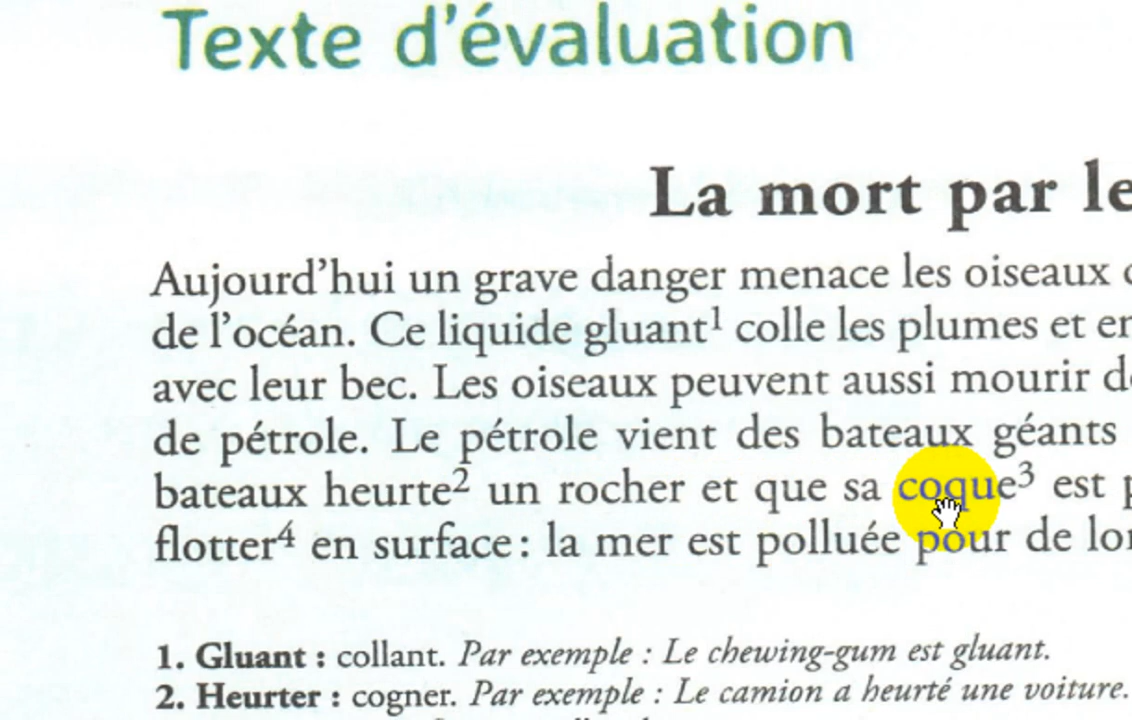 Texte d'évaluation
La mort par le
Aujourd'hui un grave danger menace les oiseaux
de l'océan. Ce liquide gluant¹ colle les plumes et
avec leur bec. Les oiseaux peuvent aussi mourir
de pétrole. Le pétrole vient des bateaux géants
bateaux heurte² un rocher et que sa coque³ est
flotter⁴ en surface : la mer est polluée pour de
1. Gluant : collant. Par exemple : Le chewing-gum est gluant.
2. Heurter : cogner. Par exemple : Le camion a heurté une voiture.